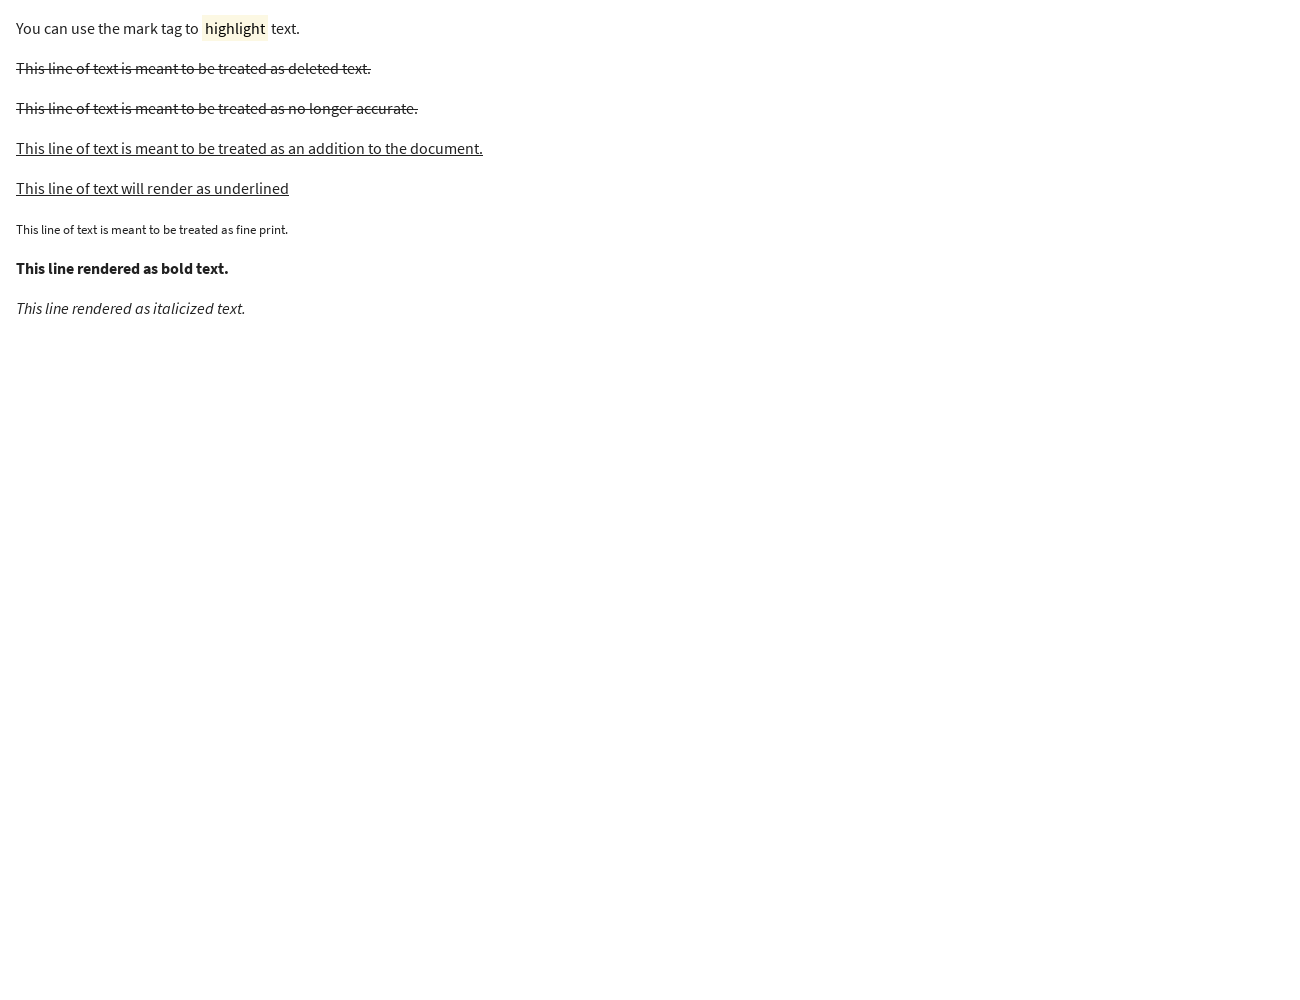 You can use the mark tag to highlight text.
This line of text is meant to be treated as deleted text.
This line of text is meant to be treated as no longer accurate.
This line of text is meant to be treated as an addition to the document.
This line of text will render as underlined
This line of text is meant to be treated as fine print.
This line rendered as bold text.
This line rendered as italicized text.